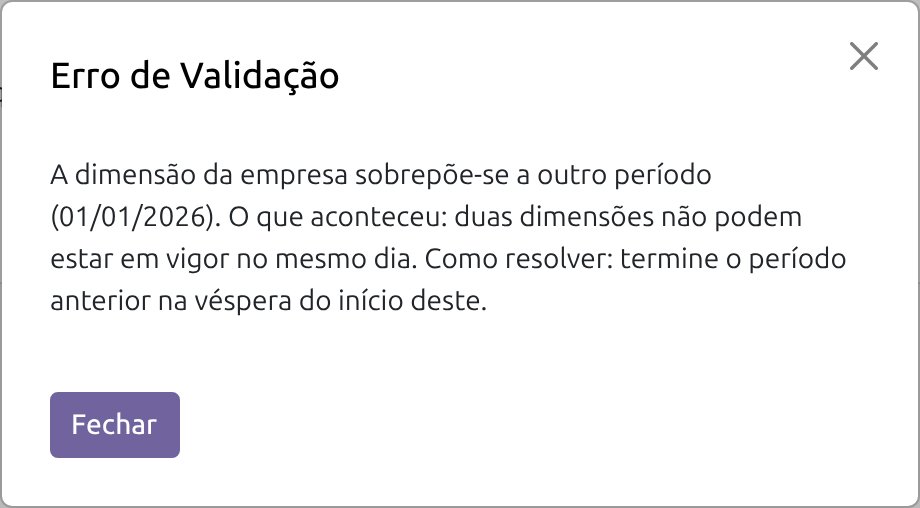 Erro de Validação
A dimensão da empresa sobrepõe-se a outro período
(01/01/2026). O que aconteceu: duas dimensões não podem
estar em vigor no mesmo dia. Como resolver: termine o período
anterior na véspera do início deste.
Fechar